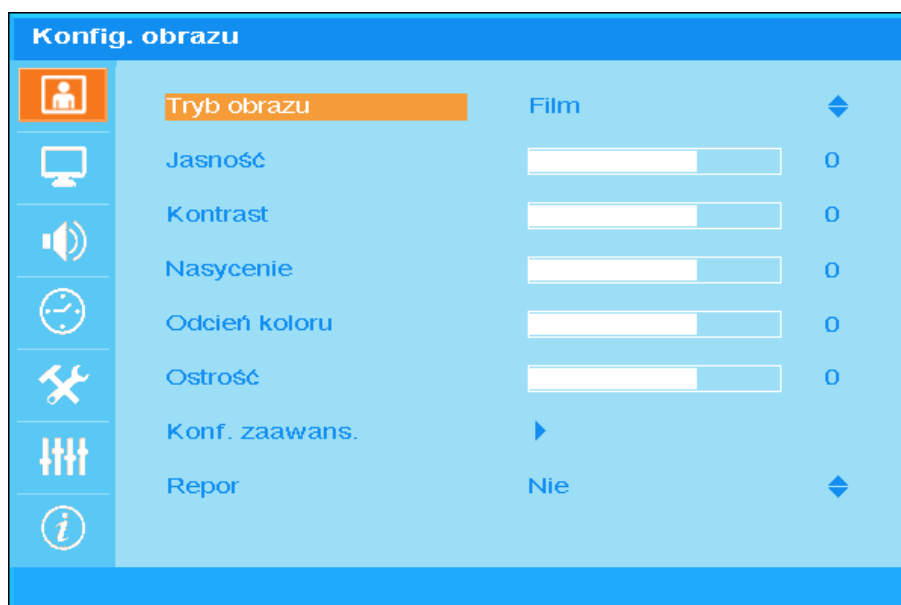 Konfig. obrazu
Tryb obrazu Film
Jasność 0
Kontrast 0
Nasycenie 0
Odcień koloru 0
Ostrość 0
Konf. zaawans.
Repor Nie